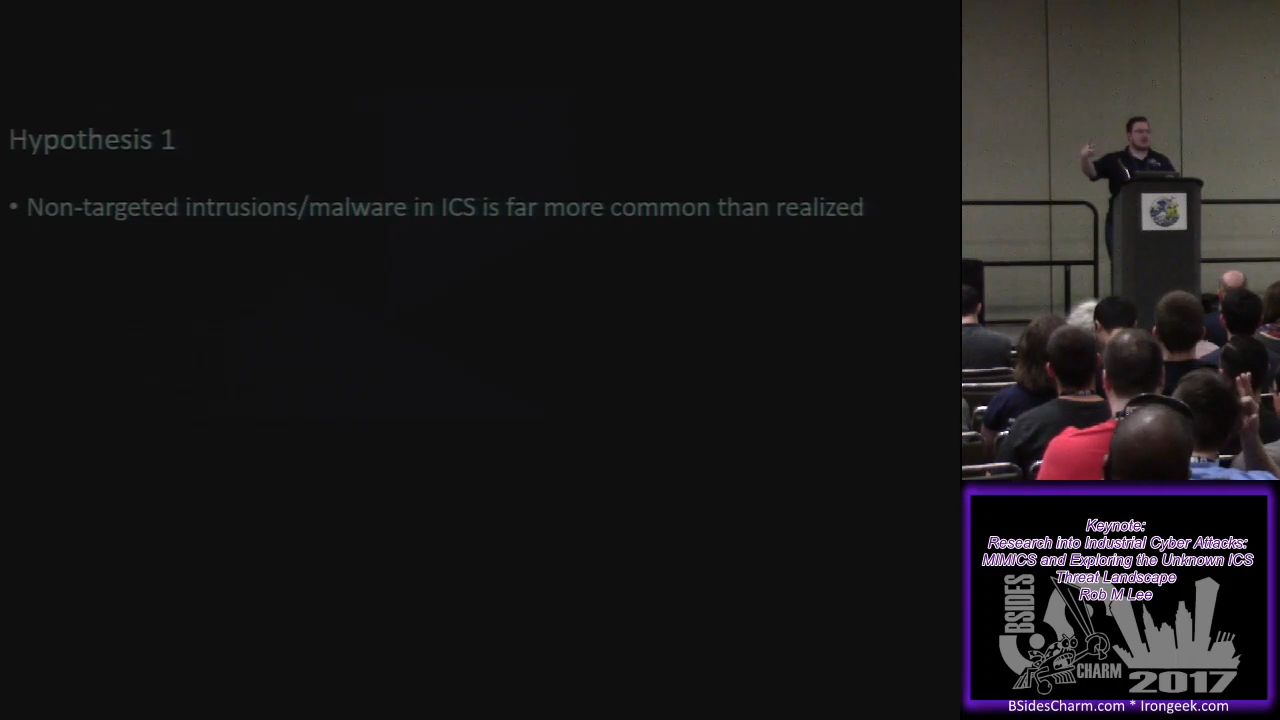 Hypothesis 1
• Non-targeted intrusions/malware in ICS is far more common than realized
Keynote:
Research into Industrial Cyber Attacks:
MIMICS and Exploring the Unknown ICS
Threat Landscape
Rob M Lee
BSIDES
CHARM
2017
BSidesCharm.com * Irongeek.com